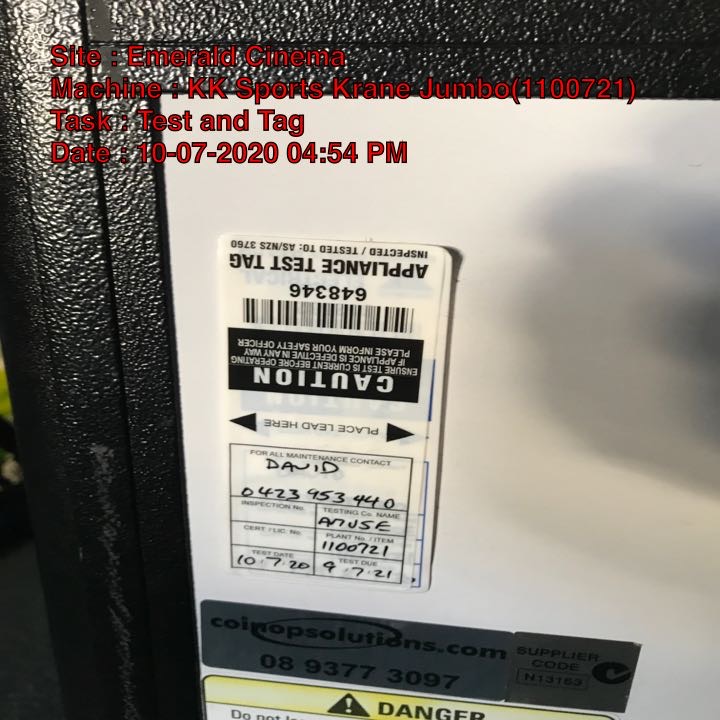 Site : Emerald Cinema
Machine : KK Sports Krane Jumbo(1100721)
Task : Test and Tag
Date : 10-07-2020 04:54 PM
INSPECTED / TESTED TO: AS/NZS 3760
APPLIANCE TEST TAG
648346
CAUTION
ENSURE TEST IS CURRENT BEFORE OPERATING
IF APPLIANCE IS DEFECTIVE IN ANY WAY
PLEASE INFORM YOUR SAFETY OFFICER
PLACE LEAD HERE
FOR ALL MAINTENANCE CONTACT
DAVID
0423 953 440
INSPECTION No. TESTING Co. NAME
AMUSE
CERT / LIC. No. PLANT No. / ITEM
1100721
TEST DATE TEST DUE
10.7.20 9.7.21
coinopsolutions.com
08 9377 3097
SUPPLIER
CODE
N13163
DANGER
Do not